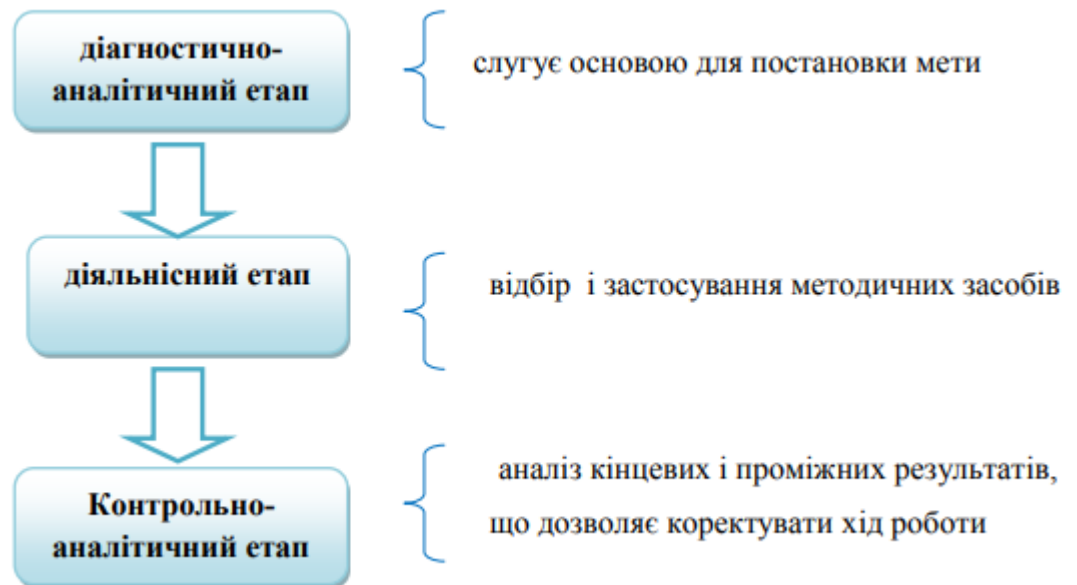 діагностично-
аналітичний етап
слугує основою для постановки мети
діяльнісний етап
відбір і застосування методичних засобів
Контрольно-
аналітичний етап
аналіз кінцевих і проміжних результатів,
що дозволяє коректувати хід роботи